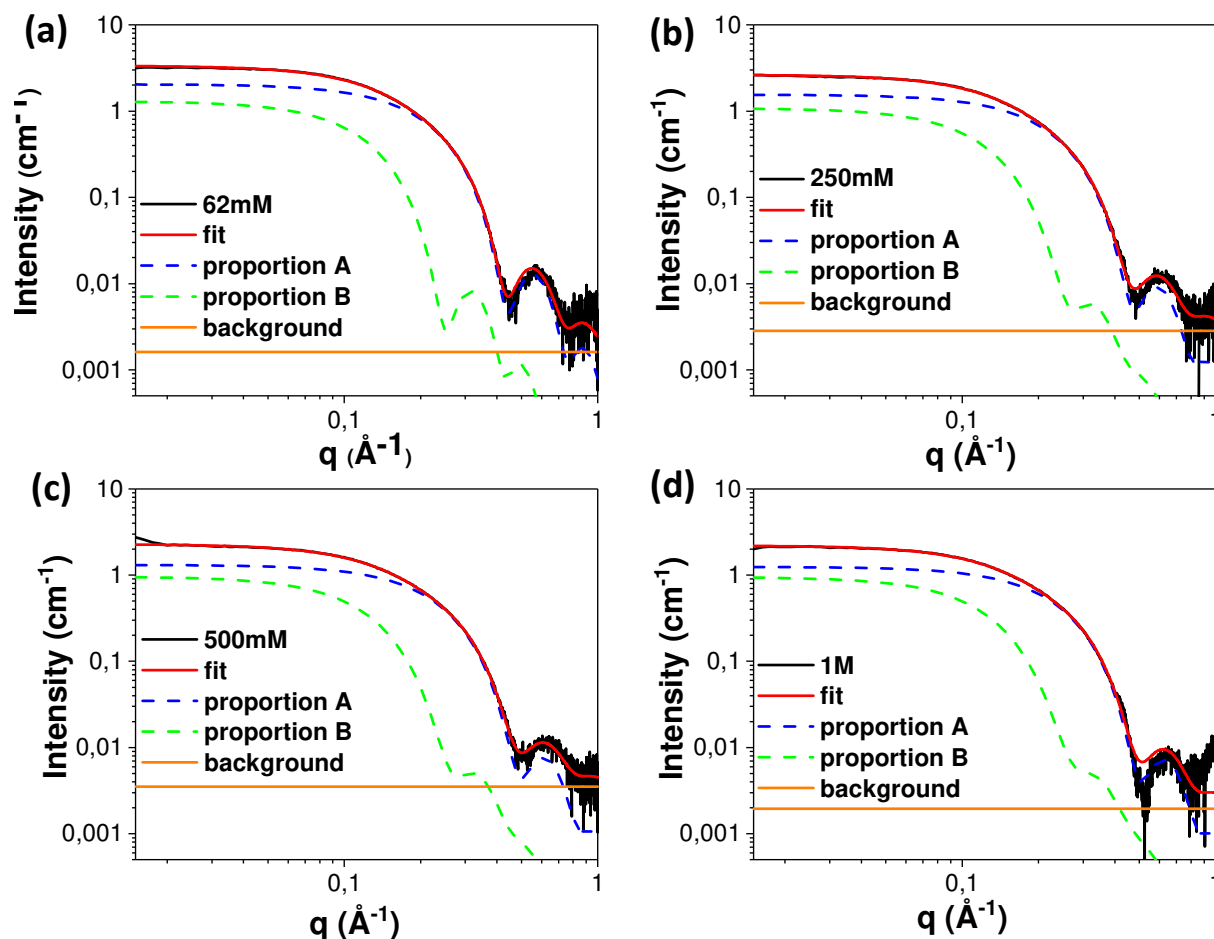 (a)
10
1
0,1
0,01
0,001
Intensity (cm⁻¹)
62mM
fit
proportion A
proportion B
background
0,1
1
q (Å⁻¹)
(b)
10
1
0,1
0,01
0,001
Intensity (cm⁻¹)
250mM
fit
proportion A
proportion B
background
0,1
1
q (Å⁻¹)
(c)
10
1
0,1
0,01
0,001
Intensity (cm⁻¹)
500mM
fit
proportion A
proportion B
background
0,1
1
q (Å⁻¹)
(d)
10
1
0,1
0,01
0,001
Intensity (cm⁻¹)
1M
fit
proportion A
proportion B
background
0,1
1
q (Å⁻¹)